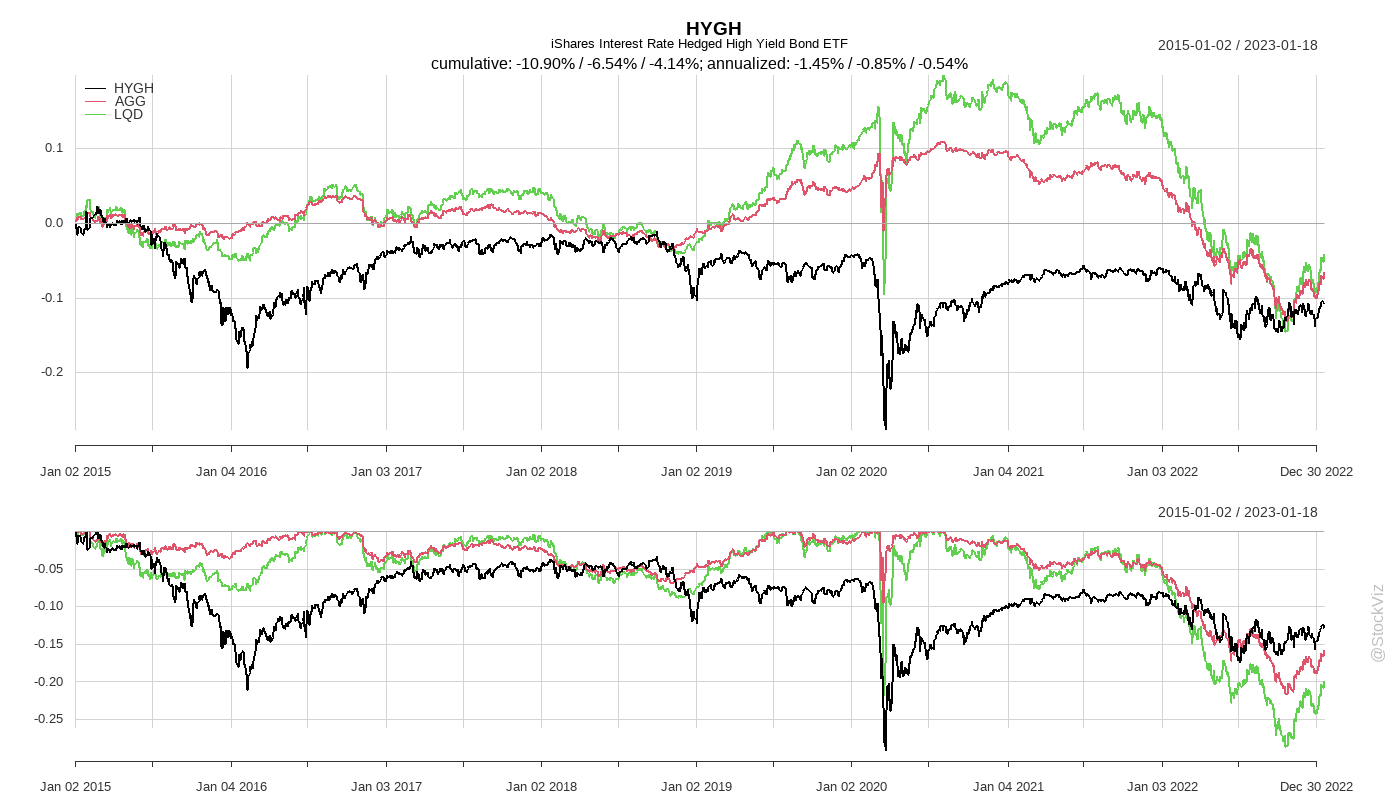 HYGH
iShares Interest Rate Hedged High Yield Bond ETF
2015-01-02 / 2023-01-18
cumulative: -10.90% / -6.54% / -4.14%; annualized: -1.45% / -0.85% / -0.54%
HYGH
AGG
LQD
0.1
0.0
-0.1
-0.2
Jan 02 2015 Jan 04 2016 Jan 03 2017 Jan 02 2018 Jan 02 2019 Jan 02 2020 Jan 04 2021 Jan 03 2022 Dec 30 2022
2015-01-02 / 2023-01-18
-0.05
-0.10
-0.15
-0.20
-0.25
@StockViz
Jan 02 2015 Jan 04 2016 Jan 03 2017 Jan 02 2018 Jan 02 2019 Jan 02 2020 Jan 04 2021 Jan 03 2022 Dec 30 2022